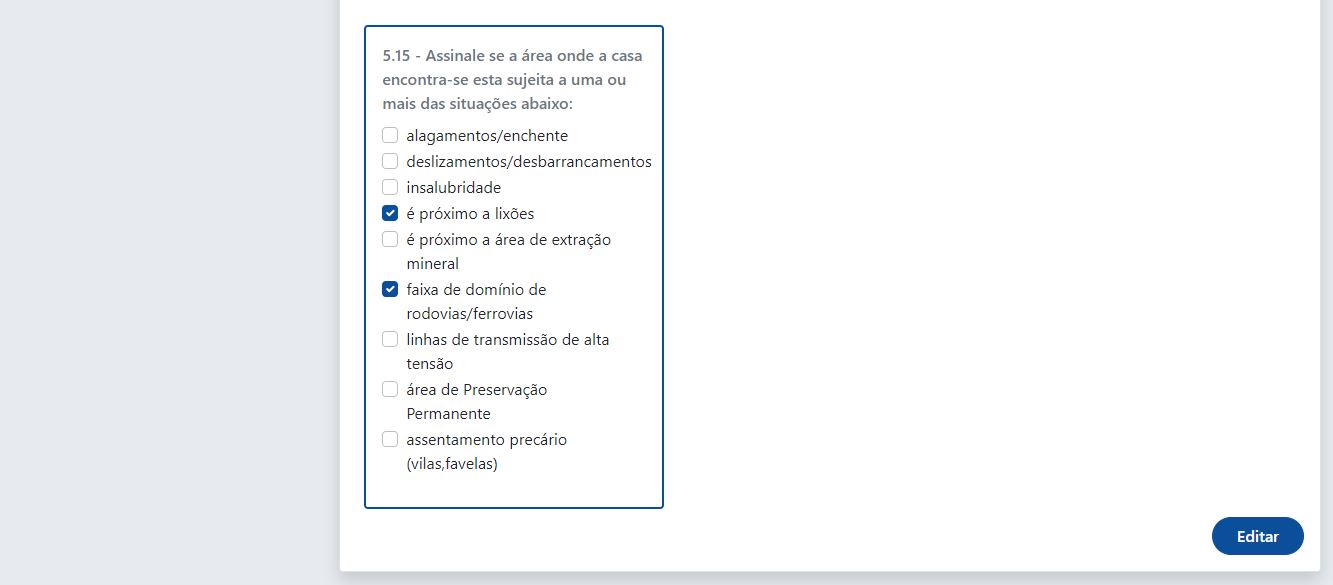 5.15 - Assinale se a área onde a casa
encontra-se esta sujeita a uma ou
mais das situações abaixo:
alagamentos/enchente
deslizamentos/desbarrancamentos
insalubridade
é próximo a lixões
é próximo a área de extração
mineral
faixa de domínio de
rodovias/ferrovias
linhas de transmissão de alta
tensão
área de Preservação
Permanente
assentamento precário
(vilas,favelas)
Editar